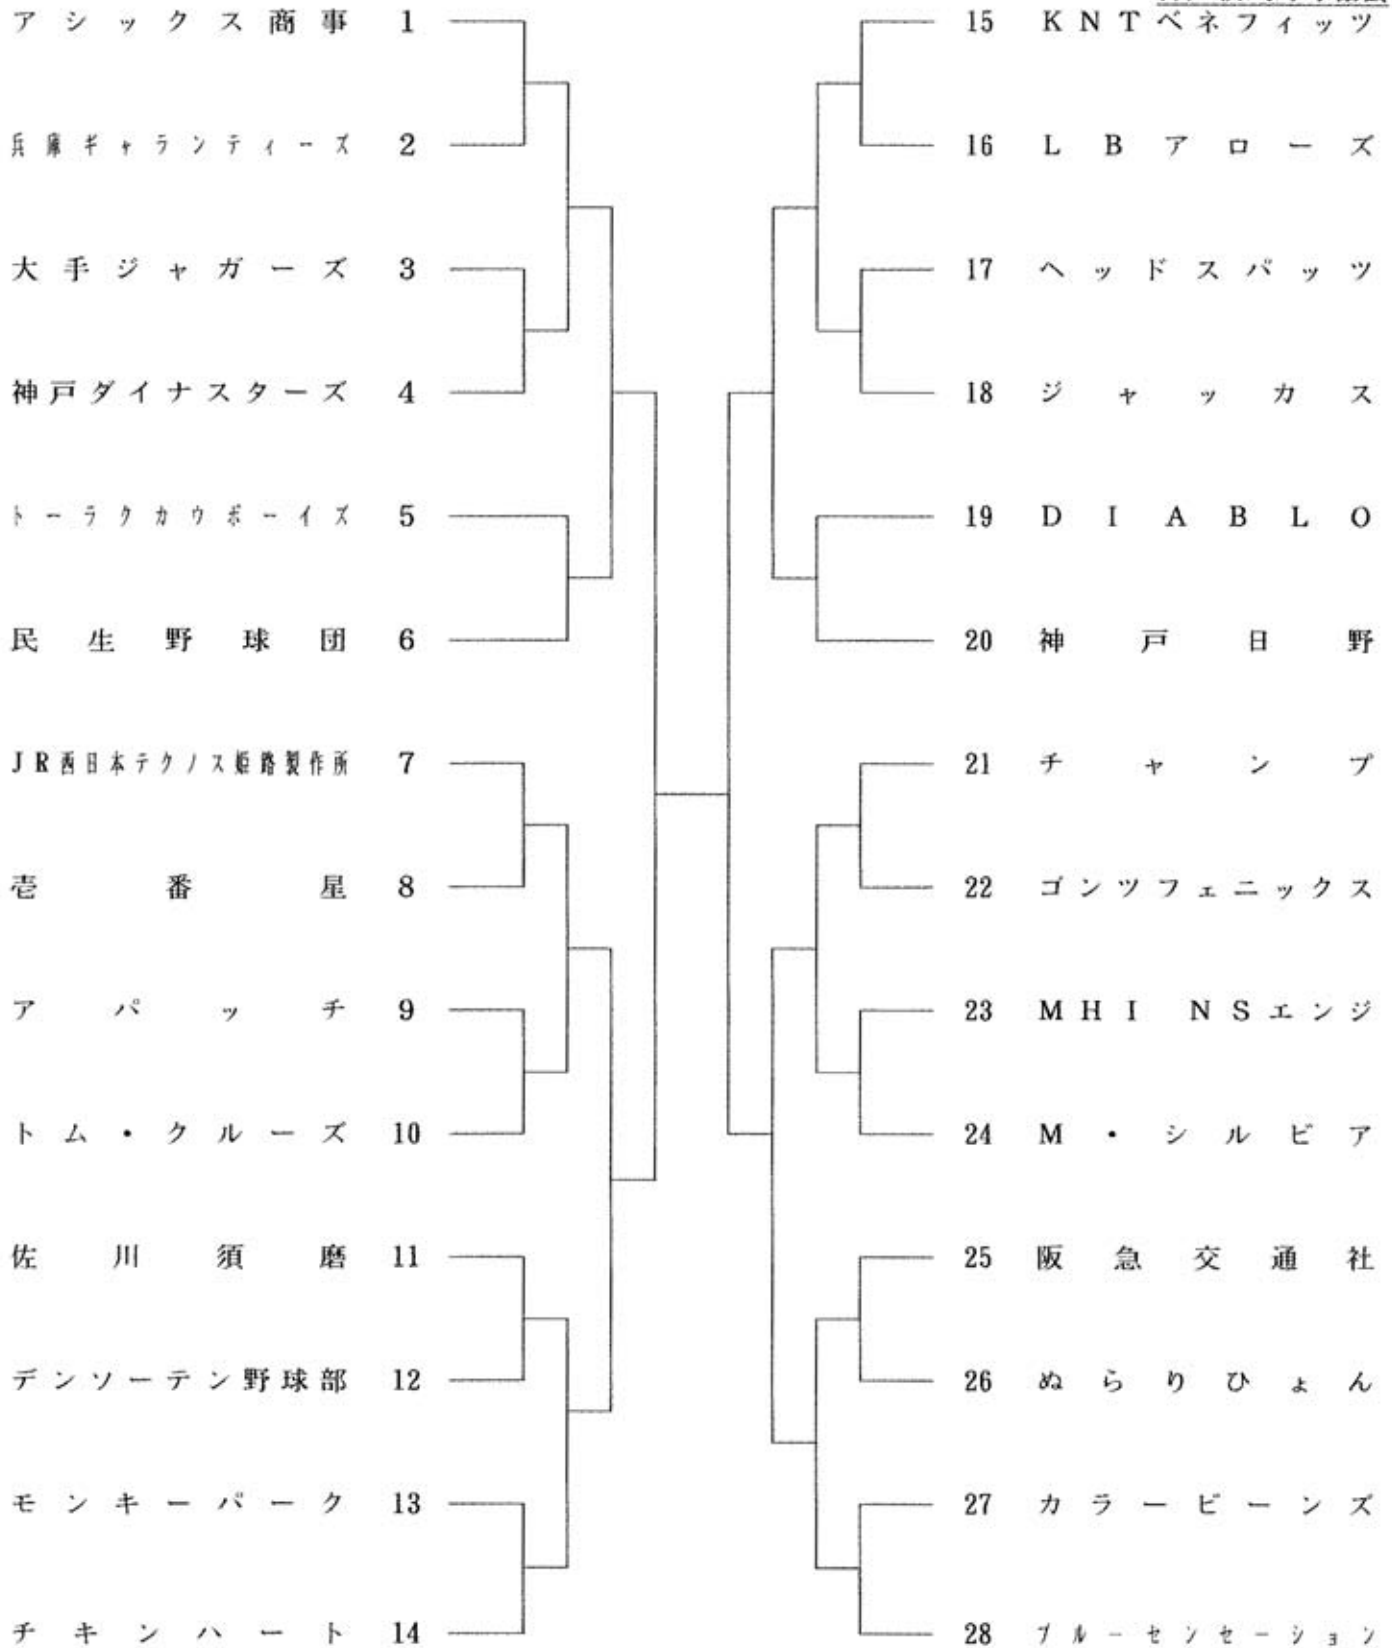 アシックス商事 1
兵庫ギャランティーズ 2
大手ジャガーズ 3
神戸ダイナスターズ 4
トーラクカウボーイズ 5
民生野球団 6
JR西日本テクノス姫路製作所 7
壱番星 8
アパッチ 9
トム・クルーズ 10
佐川須磨 11
デンソーテン野球部 12
モンキーパーク 13
チキンハート 14
15 KNTベネフィッツ
16 LBアローズ
17 ヘッドスパッツ
18 ジャッカス
19 DIABLO
20 神戸日野
21 チャンプ
22 ゴンツフェニックス
23 MHI NSエンジ
24 M・シルビア
25 阪急交通社
26 ぬらりひょん
27 カラービーンズ
28 ブルーセンセーション